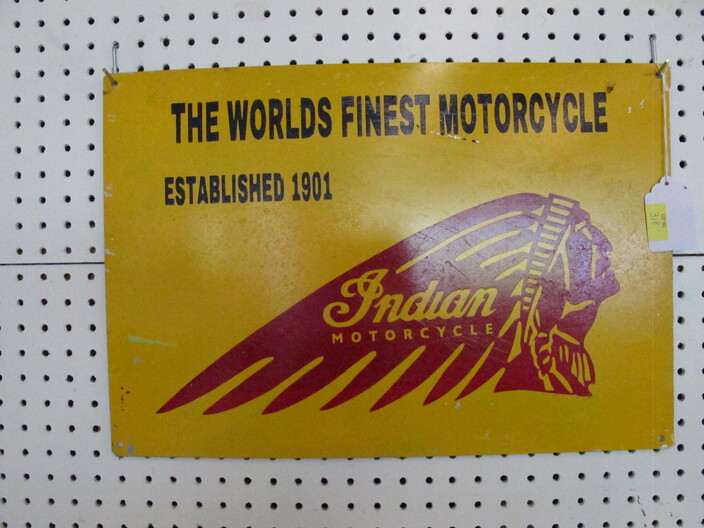 THE WORLDS FINEST MOTORCYCLE
ESTABLISHED 1901
Indian
MOTORCYCLE